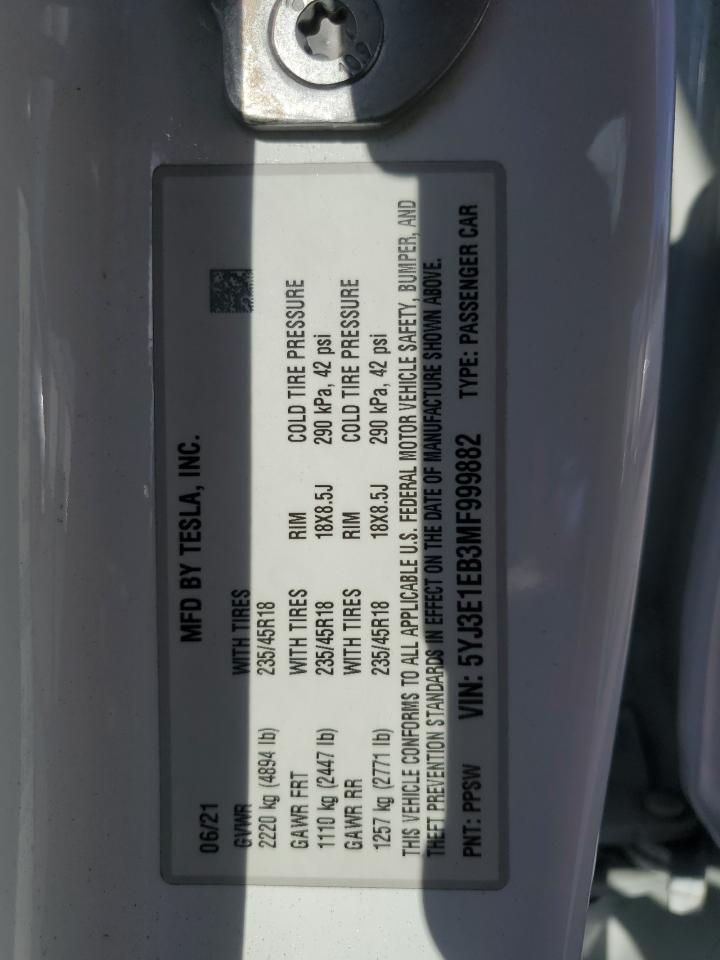 06/21 MFD BY TESLA, INC.
GVWR WITH TIRES
2220 kg (4894 lb) 235/45R18
GAWR FRT WITH TIRES RIM COLD TIRE PRESSURE
1110 kg (2447 lb) 235/45R18 18X8.5J 290 kPa, 42 psi
GAWR RR WITH TIRES RIM COLD TIRE PRESSURE
1257 kg (2771 lb) 235/45R18 18X8.5J 290 kPa, 42 psi
THIS VEHICLE CONFORMS TO ALL APPLICABLE U.S. FEDERAL MOTOR VEHICLE SAFETY, BUMPER, AND
THEFT PREVENTION STANDARDS IN EFFECT ON THE DATE OF MANUFACTURE SHOWN ABOVE.
PNT: PPSW VIN: 5YJ3E1EB3MF999882 TYPE: PASSENGER CAR